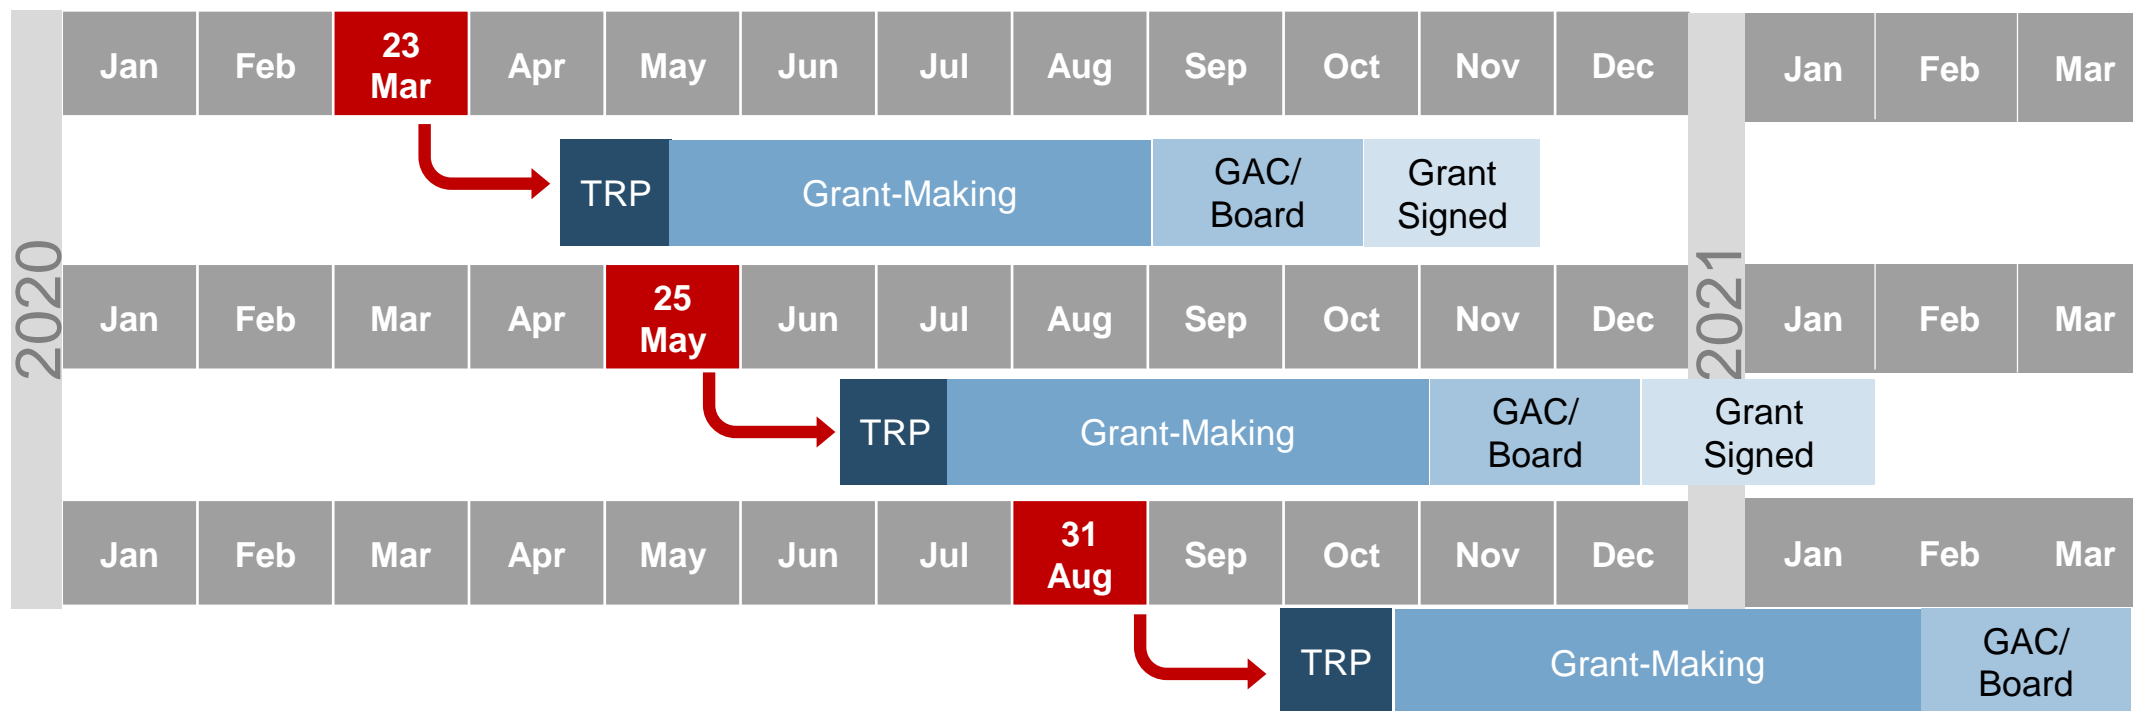 2020
Jan Feb 23 Mar Apr May Jun Jul Aug Sep Oct Nov Dec Jan Feb Mar
TRP Grant-Making GAC/ Board Grant Signed
2021
Jan Feb Mar Apr 25 May Jun Jul Aug Sep Oct Nov Dec Jan Feb Mar
TRP Grant-Making GAC/ Board Grant Signed
Jan Feb Mar Apr May Jun Jul 31 Aug Sep Oct Nov Dec Jan Feb Mar
TRP Grant-Making GAC/ Board